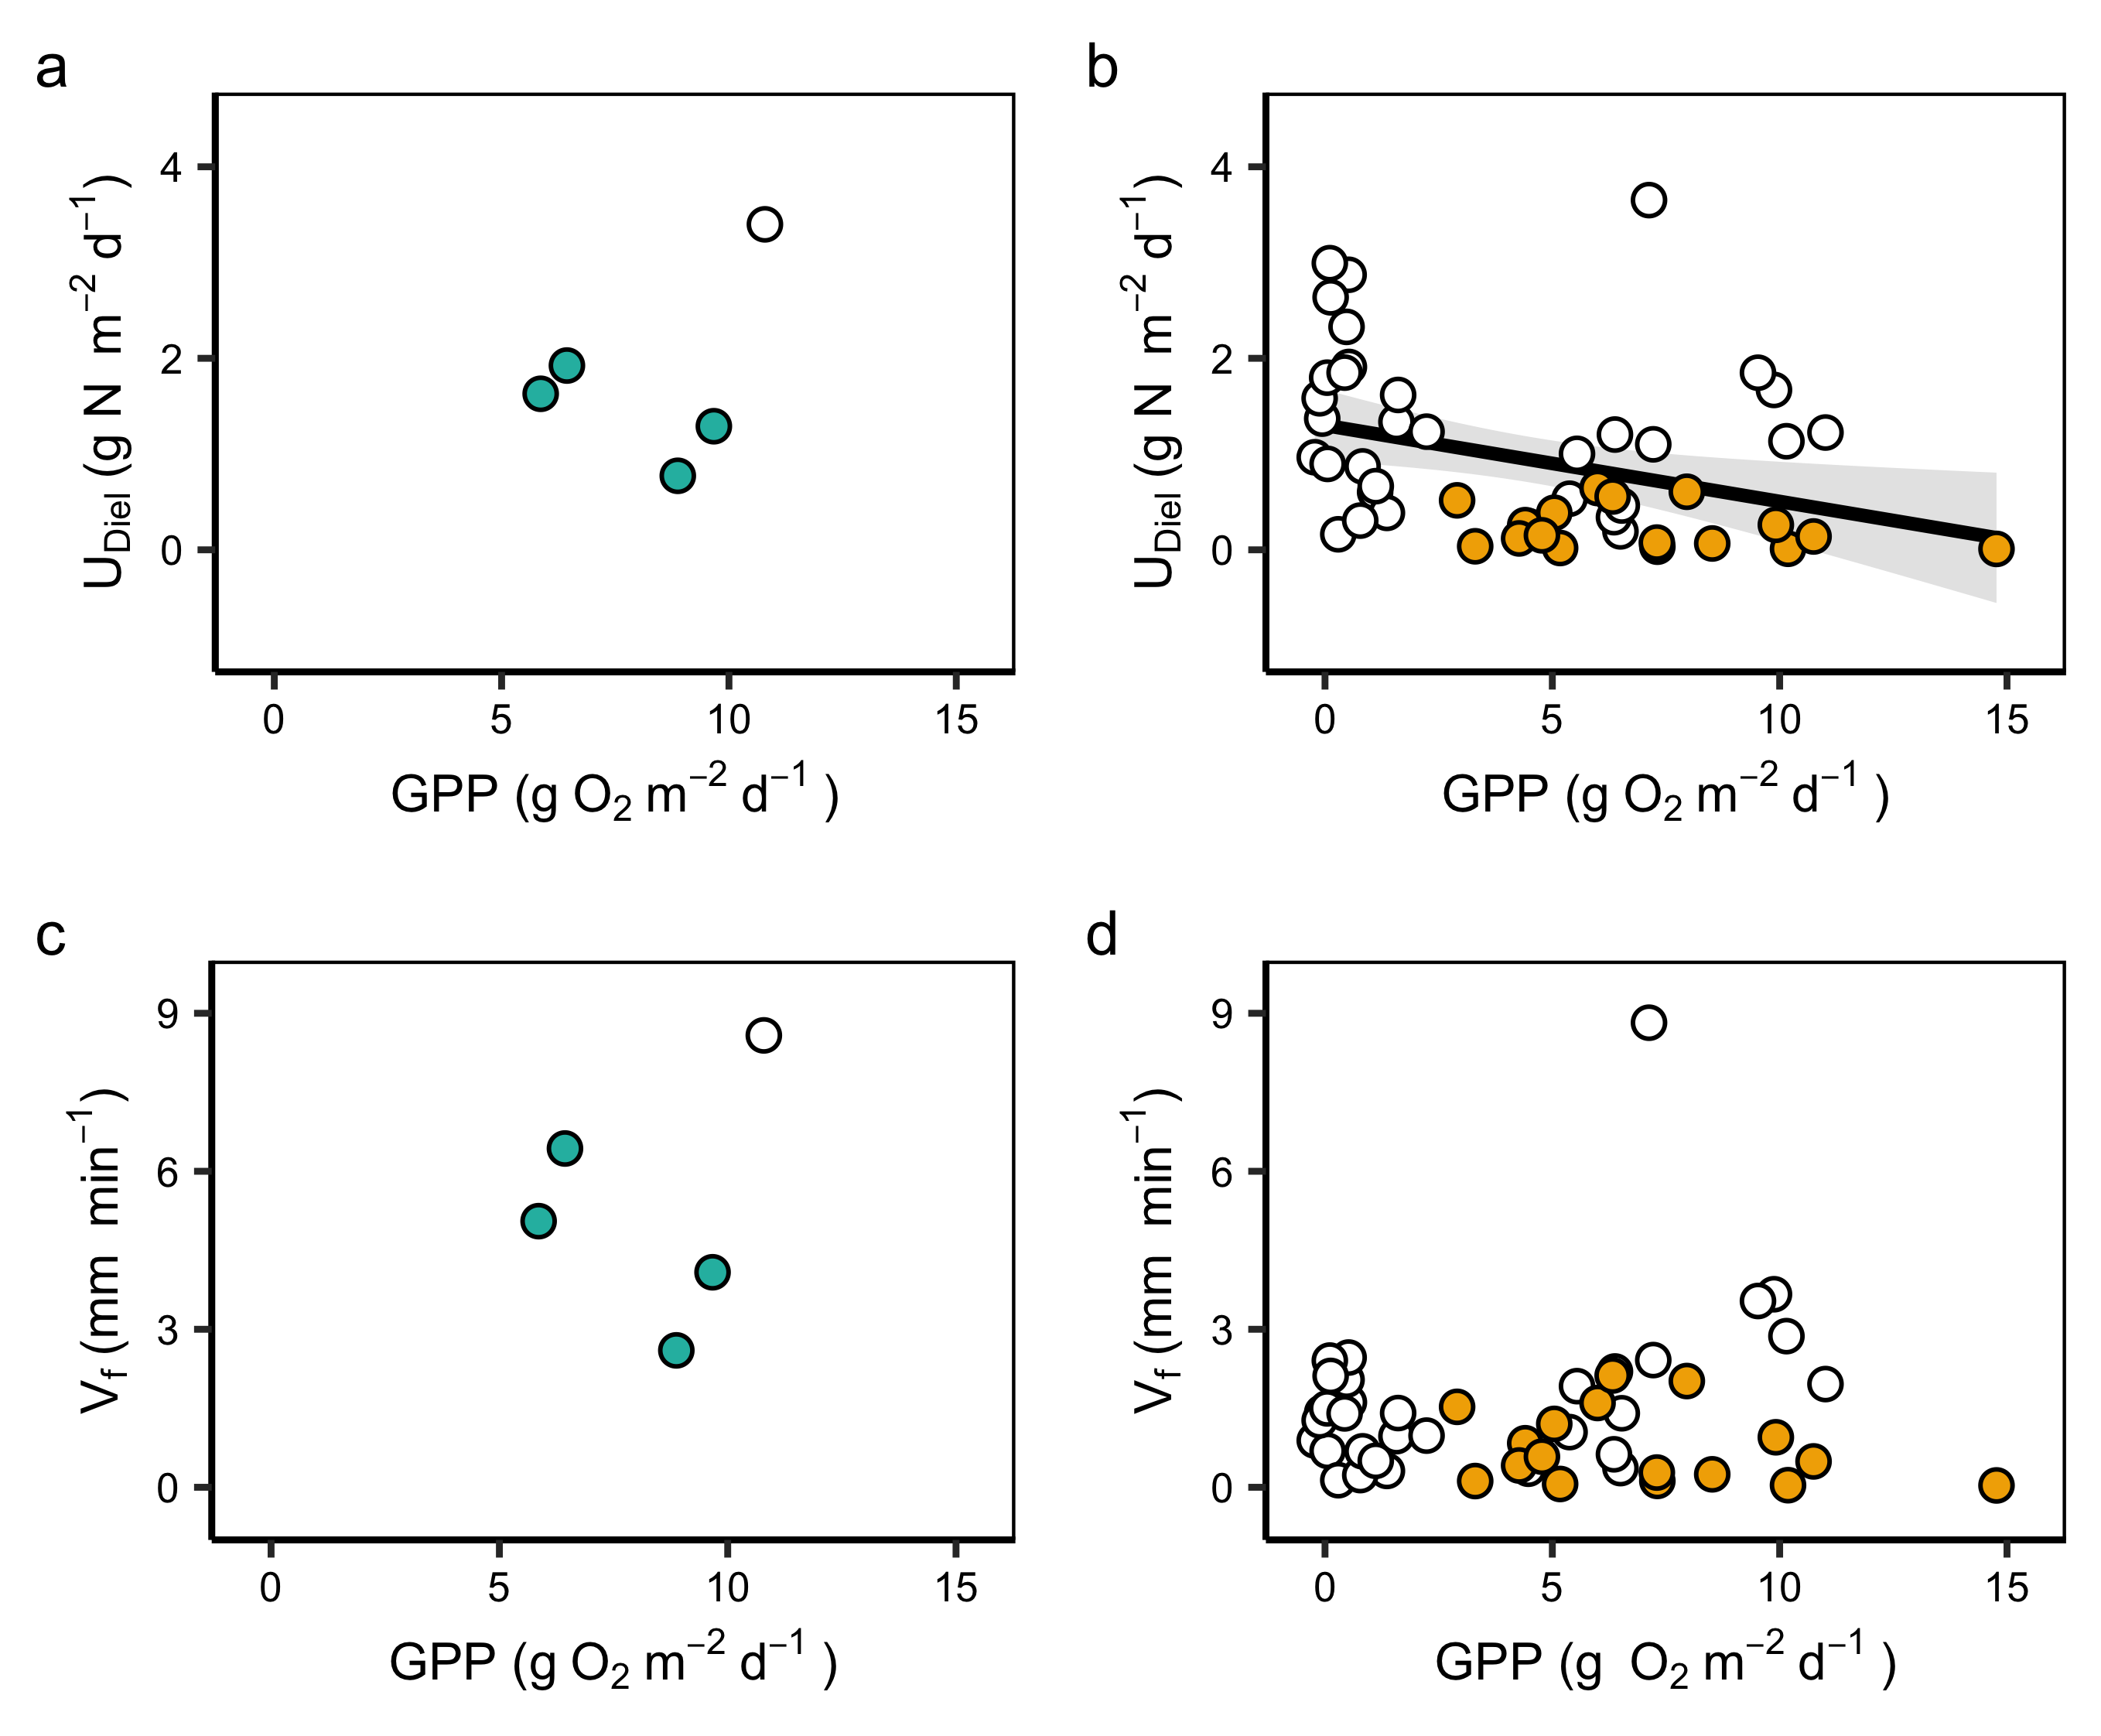 a
4
2
0
U_Diel (g N m⁻² d⁻¹)
0 5 10 15
GPP (g O₂ m⁻² d⁻¹ )
b
4
2
0
U_Diel (g N m⁻² d⁻¹)
0 5 10 15
GPP (g O₂ m⁻² d⁻¹ )
c
9
6
3
0
V_f (mm min⁻¹)
0 5 10 15
GPP (g O₂ m⁻² d⁻¹ )
d
9
6
3
0
V_f (mm min⁻¹)
0 5 10 15
GPP (g O₂ m⁻² d⁻¹ )